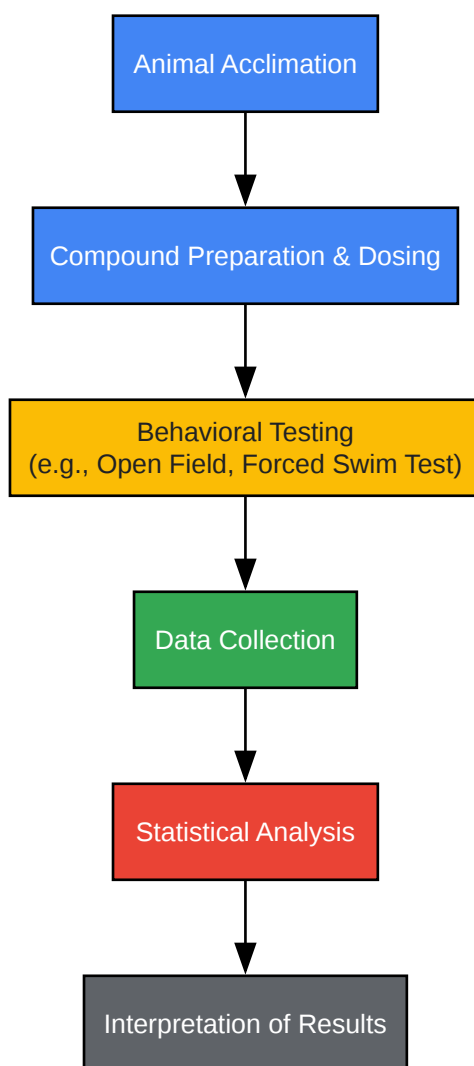 Animal Acclimation
Compound Preparation & Dosing
Behavioral Testing
(e.g., Open Field, Forced Swim Test)
Data Collection
Statistical Analysis
Interpretation of Results